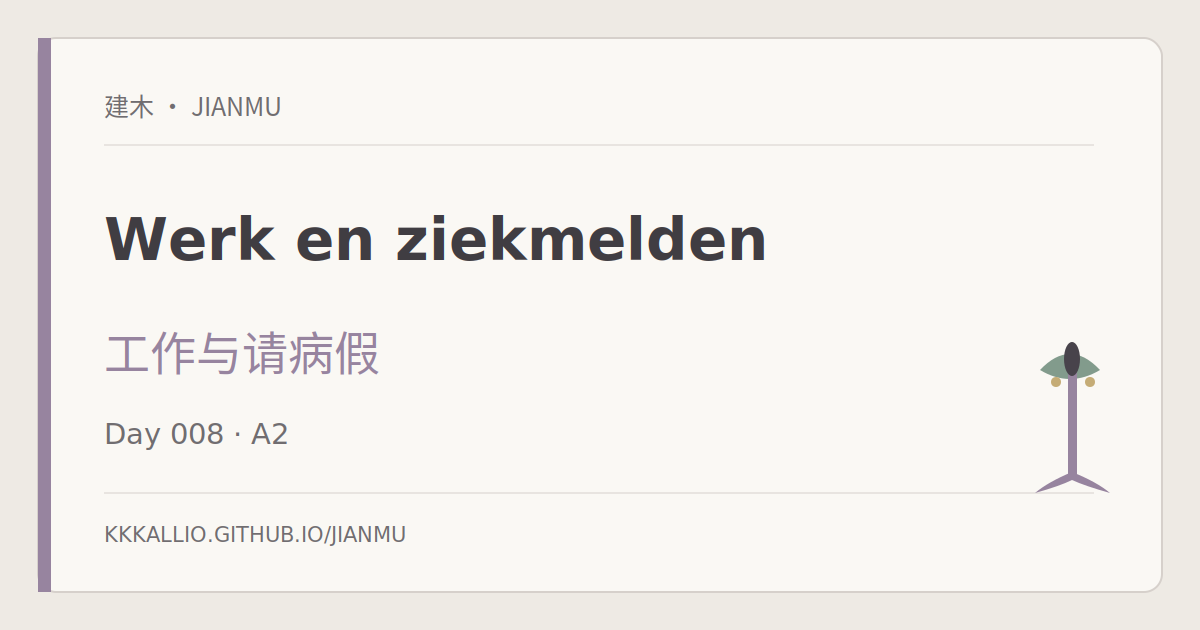 建木 · JIANMU
Werk en ziekmelden
工作与请病假
Day 008 · A2
KKKALLIO.GITHUB.IO/JIANMU